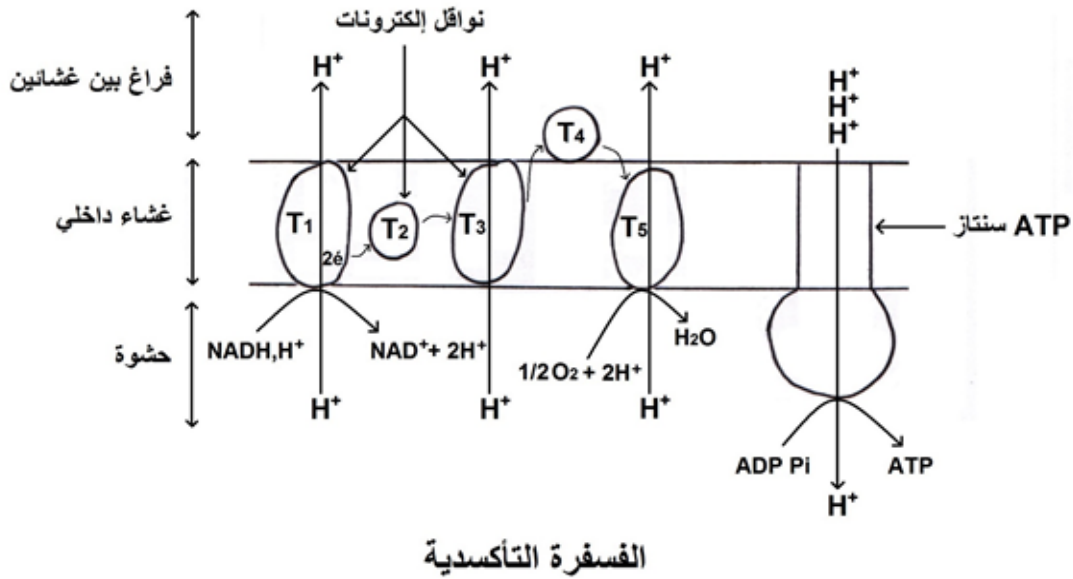 نواقل إلكترونات
فراغ بين غشائين
H⁺ H⁺ H⁺
H⁺
H⁺
H⁺
T₄
غشاء داخلي
T₁ T₂ T₃ T₅
2é
ATP سنتاز
حشوة
NADH,H⁺ NAD⁺+ 2H⁺
1/2O₂ + 2H⁺ H₂O
H⁺ H⁺ H⁺
ADP Pi ATP
H⁺
الفسفرة التأكسدية